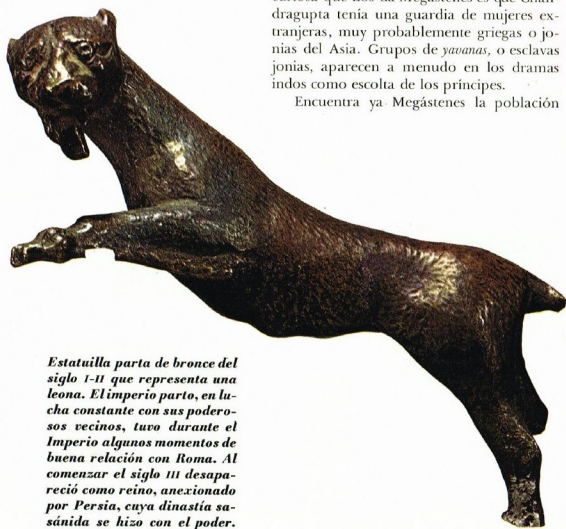 dragupta tenía una guardia de mujeres ex-
tranjeras, muy probablemente griegas o jo-
nias del Asia. Grupos de yavanas, o esclavas
jonias, aparecen a menudo en los dramas
indos como escolta de los príncipes.
Encuentra ya Megástenes la población
Estatuilla parta de bronce del
siglo I-II que representa una
leona. El imperio parto, en lu-
cha constante con sus podero-
sos vecinos, tuvo durante el
Imperio algunos momentos de
buena relación con Roma. Al
comenzar el siglo III desapa-
reció como reino, anexionado
por Persia, cuya dinastía sa-
sánida se hizo con el poder.